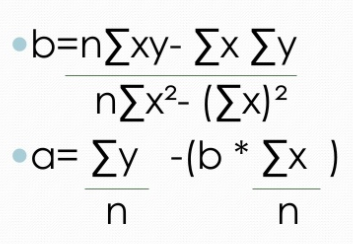 •b=n∑xy- ∑x ∑y
n∑x²- (∑x)²
•a= ∑y -(b * ∑x )
n n